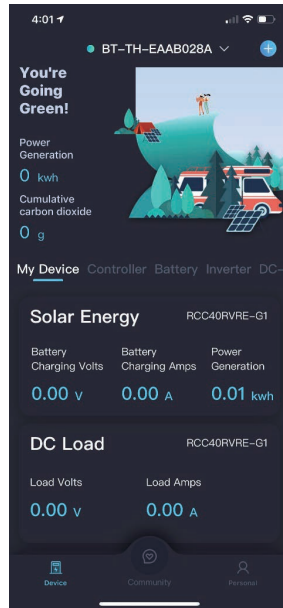 4:01
BT-TH-EAAB028A
You're
Going
Green!
Power
Generation
0 kwh
Cumulative
carbon dioxide
0 g
My Device Controller Battery Inverter DC-
Solar Energy RCC40RVRE-G1
Battery Battery Power
Charging Volts Charging Amps Generation
0.00 V 0.00 A 0.01 kwh
DC Load RCC40RVRE-G1
Load Volts Load Amps
0.00 V 0.00 A
Device Community Personal